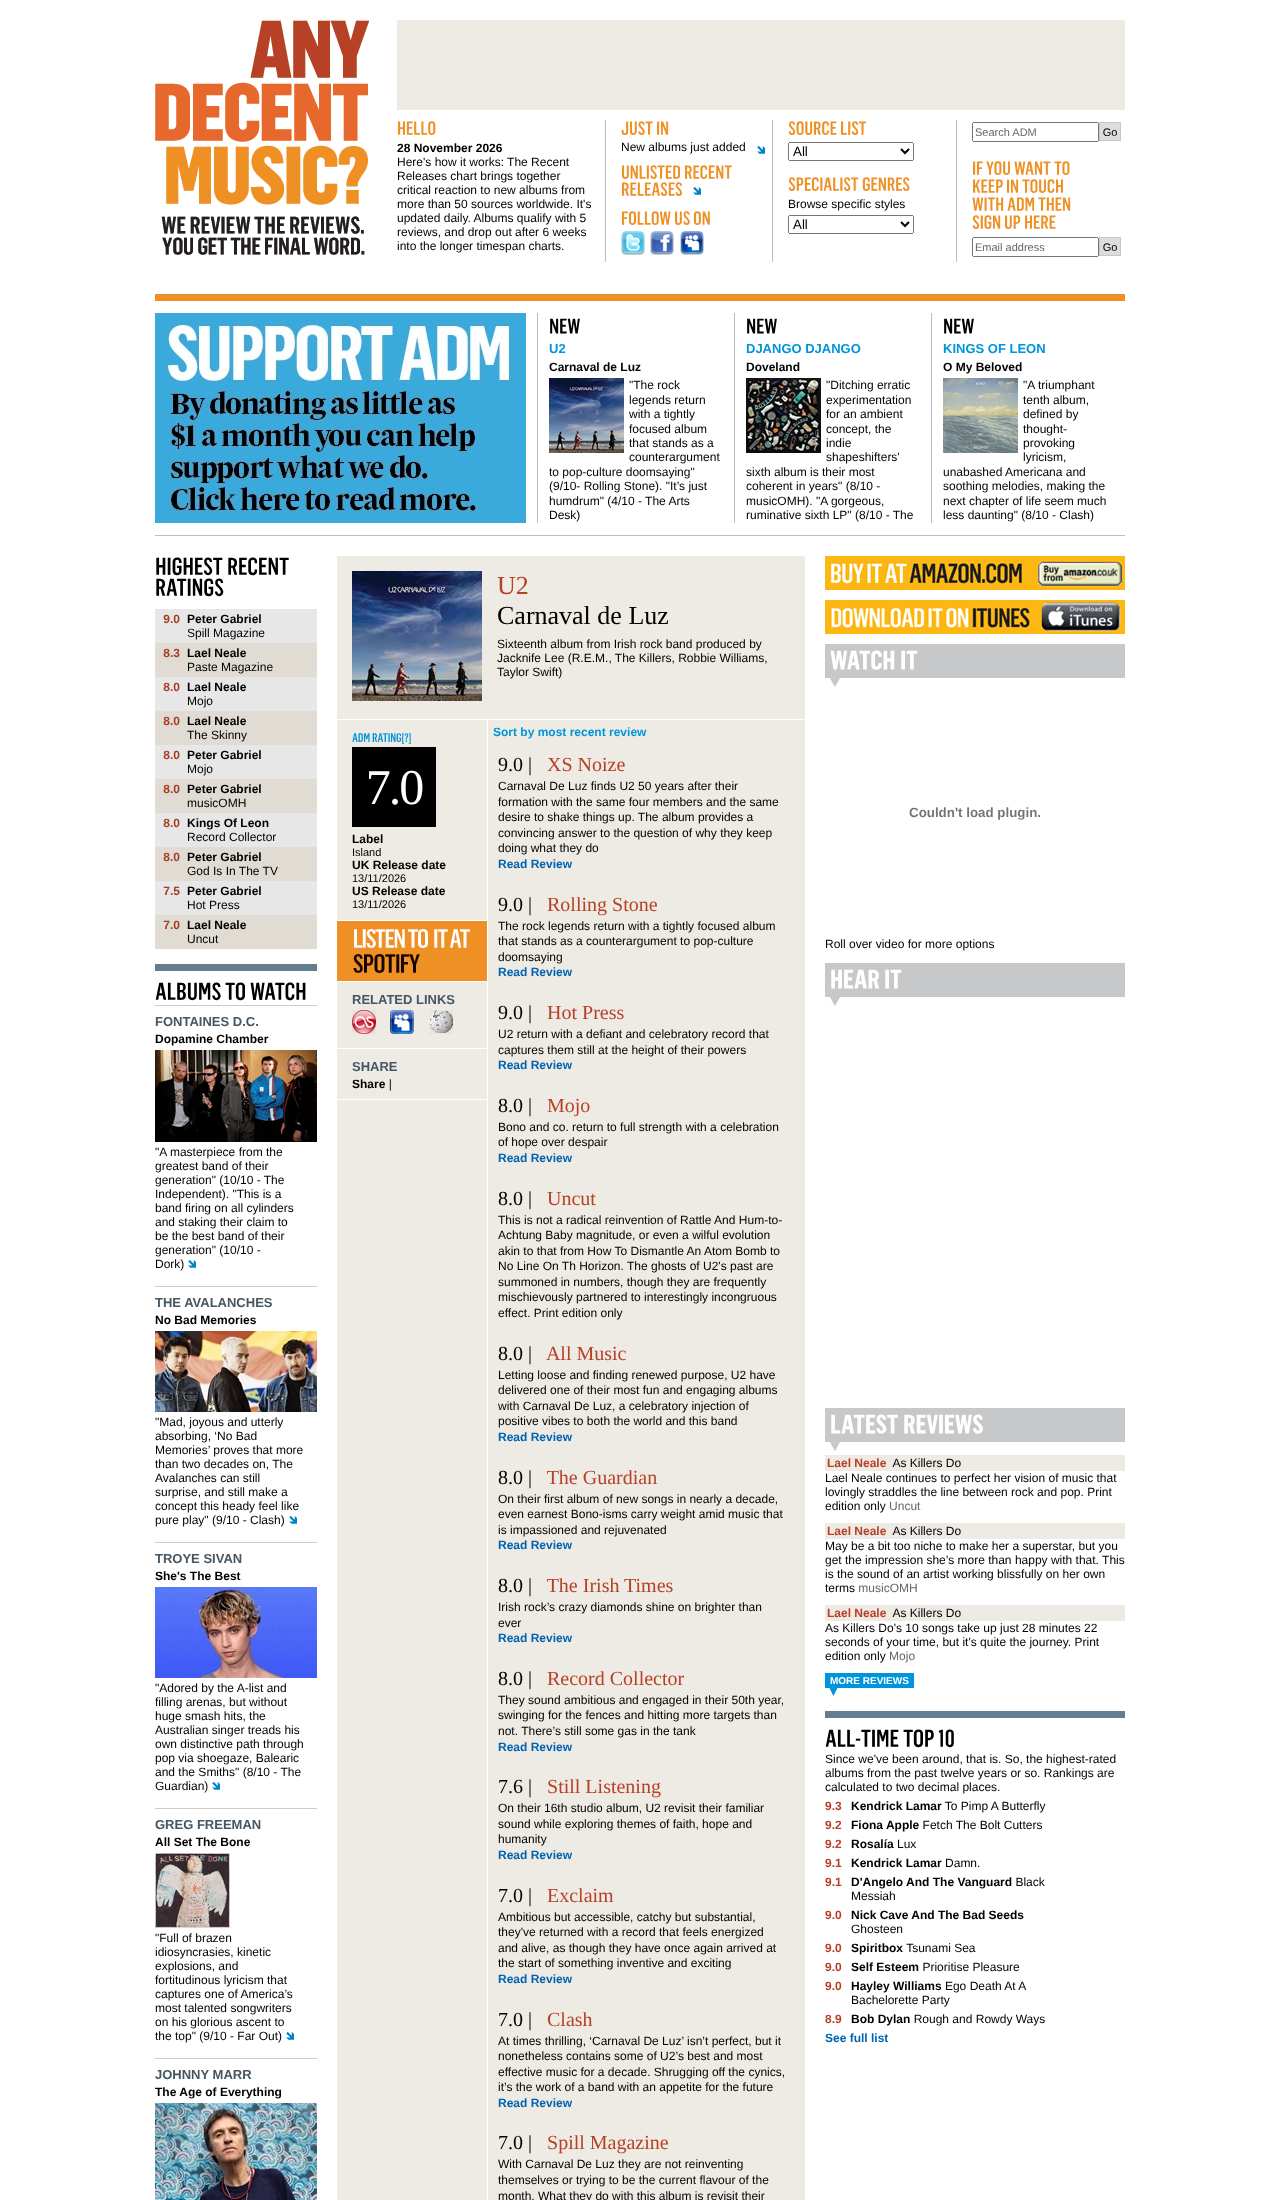 ANY
DECENT
MUSIC?
WE REVIEW THE REVIEWS.
YOU GET THE FINAL WORD.
HELLO
28 November 2026
Here's how it works: The Recent
Releases chart brings together
critical reaction to new albums from
more than 50 sources worldwide. It's
updated daily. Albums qualify with 5
reviews, and drop out after 6 weeks
into the longer timespan charts.
JUST IN
New albums just added
UNLISTED RECENT
RELEASES
FOLLOW US ON
SOURCE LIST
All
SPECIALIST GENRES
Browse specific styles
All
Search ADM
Go
IF YOU WANT TO
KEEP IN TOUCH
WITH ADM THEN
SIGN UP HERE
Email address
Go
SUPPORT ADM
By donating as little as
$1 a month you can help
support what we do.
Click here to read more.
NEW
U2
Carnaval de Luz
"The rock
legends return
with a tightly
focused album
that stands as a
counterargument
to pop-culture doomsaying"
(9/10- Rolling Stone). "It's just
humdrum" (4/10 - The Arts
Desk)
NEW
DJANGO DJANGO
Doveland
"Ditching erratic
experimentation
for an ambient
concept, the
indie
shapeshifters'
sixth album is their most
coherent in years" (8/10 -
musicOMH). "A gorgeous,
ruminative sixth LP" (8/10 - The
NEW
KINGS OF LEON
O My Beloved
"A triumphant
tenth album,
defined by
thought-
provoking
lyricism,
unabashed Americana and
soothing melodies, making the
next chapter of life seem much
less daunting" (8/10 - Clash)
HIGHEST RECENT
RATINGS
9.0 Peter Gabriel
Spill Magazine
8.3 Lael Neale
Paste Magazine
8.0 Lael Neale
Mojo
8.0 Lael Neale
The Skinny
8.0 Peter Gabriel
Mojo
8.0 Peter Gabriel
musicOMH
8.0 Kings Of Leon
Record Collector
8.0 Peter Gabriel
God Is In The TV
7.5 Peter Gabriel
Hot Press
7.0 Lael Neale
Uncut
ALBUMS TO WATCH
FONTAINES D.C.
Dopamine Chamber
"A masterpiece from the
greatest band of their
generation" (10/10 - The
Independent). "This is a
band firing on all cylinders
and staking their claim to
be the best band of their
generation" (10/10 -
Dork)
THE AVALANCHES
No Bad Memories
"Mad, joyous and utterly
absorbing, ‘No Bad
Memories’ proves that more
than two decades on, The
Avalanches can still
surprise, and still make a
concept this heady feel like
pure play" (9/10 - Clash)
TROYE SIVAN
She's The Best
"Adored by the A-list and
filling arenas, but without
huge smash hits, the
Australian singer treads his
own distinctive path through
pop via shoegaze, Balearic
and the Smiths" (8/10 - The
Guardian)
GREG FREEMAN
All Set The Bone
ALL SET THE BONE
"Full of brazen
idiosyncrasies, kinetic
explosions, and
fortitudinous lyricism that
captures one of America’s
most talented songwriters
on his glorious ascent to
the top" (9/10 - Far Out)
JOHNNY MARR
The Age of Everything
U2 CARNAVAL DE LUZ
U2
Carnaval de Luz
Sixteenth album from Irish rock band produced by
Jacknife Lee (R.E.M., The Killers, Robbie Williams,
Taylor Swift)
ADM RATING[?]
7.0
Label
Island
UK Release date
13/11/2026
US Release date
13/11/2026
LISTEN TO IT AT
SPOTIFY
RELATED LINKS
SHARE
Share |
Sort by most recent review
9.0 | XS Noize
Carnaval De Luz finds U2 50 years after their
formation with the same four members and the same
desire to shake things up. The album provides a
convincing answer to the question of why they keep
doing what they do
Read Review
9.0 | Rolling Stone
The rock legends return with a tightly focused album
that stands as a counterargument to pop-culture
doomsaying
Read Review
9.0 | Hot Press
U2 return with a defiant and celebratory record that
captures them still at the height of their powers
Read Review
8.0 | Mojo
Bono and co. return to full strength with a celebration
of hope over despair
Read Review
8.0 | Uncut
This is not a radical reinvention of Rattle And Hum-to-
Achtung Baby magnitude, or even a wilful evolution
akin to that from How To Dismantle An Atom Bomb to
No Line On Th Horizon. The ghosts of U2's past are
summoned in numbers, though they are frequently
mischievously partnered to interestingly incongruous
effect. Print edition only
8.0 | All Music
Letting loose and finding renewed purpose, U2 have
delivered one of their most fun and engaging albums
with Carnaval De Luz, a celebratory injection of
positive vibes to both the world and this band
Read Review
8.0 | The Guardian
On their first album of new songs in nearly a decade,
even earnest Bono-isms carry weight amid music that
is impassioned and rejuvenated
Read Review
8.0 | The Irish Times
Irish rock’s crazy diamonds shine on brighter than
ever
Read Review
8.0 | Record Collector
They sound ambitious and engaged in their 50th year,
swinging for the fences and hitting more targets than
not. There’s still some gas in the tank
Read Review
7.6 | Still Listening
On their 16th studio album, U2 revisit their familiar
sound while exploring themes of faith, hope and
humanity
Read Review
7.0 | Exclaim
Ambitious but accessible, catchy but substantial,
they've returned with a record that feels energized
and alive, as though they have once again arrived at
the start of something inventive and exciting
Read Review
7.0 | Clash
At times thrilling, ‘Carnaval De Luz’ isn’t perfect, but it
nonetheless contains some of U2’s best and most
effective music for a decade. Shrugging off the cynics,
it’s the work of a band with an appetite for the future
Read Review
7.0 | Spill Magazine
With Carnaval De Luz they are not reinventing
themselves or trying to be the current flavour of the
month. What they do with this album is revisit their
BUY IT AT AMAZON.COM
Buy from amazon.co.uk
DOWNLOAD IT ON ITUNES
Download on iTunes
WATCH IT
Couldn't load plugin.
Roll over video for more options
HEAR IT
LATEST REVIEWS
Lael Neale As Killers Do
Lael Neale continues to perfect her vision of music that
lovingly straddles the line between rock and pop. Print
edition only Uncut
Lael Neale As Killers Do
May be a bit too niche to make her a superstar, but you
get the impression she’s more than happy with that. This
is the sound of an artist working blissfully on her own
terms musicOMH
Lael Neale As Killers Do
As Killers Do's 10 songs take up just 28 minutes 22
seconds of your time, but it's quite the journey. Print
edition only Mojo
MORE REVIEWS
ALL-TIME TOP 10
Since we've been around, that is. So, the highest-rated
albums from the past twelve years or so. Rankings are
calculated to two decimal places.
9.3 Kendrick Lamar To Pimp A Butterfly
9.2 Fiona Apple Fetch The Bolt Cutters
9.2 Rosalía Lux
9.1 Kendrick Lamar Damn.
9.1 D'Angelo And The Vanguard Black
Messiah
9.0 Nick Cave And The Bad Seeds
Ghosteen
9.0 Spiritbox Tsunami Sea
9.0 Self Esteem Prioritise Pleasure
9.0 Hayley Williams Ego Death At A
Bachelorette Party
8.9 Bob Dylan Rough and Rowdy Ways
See full list